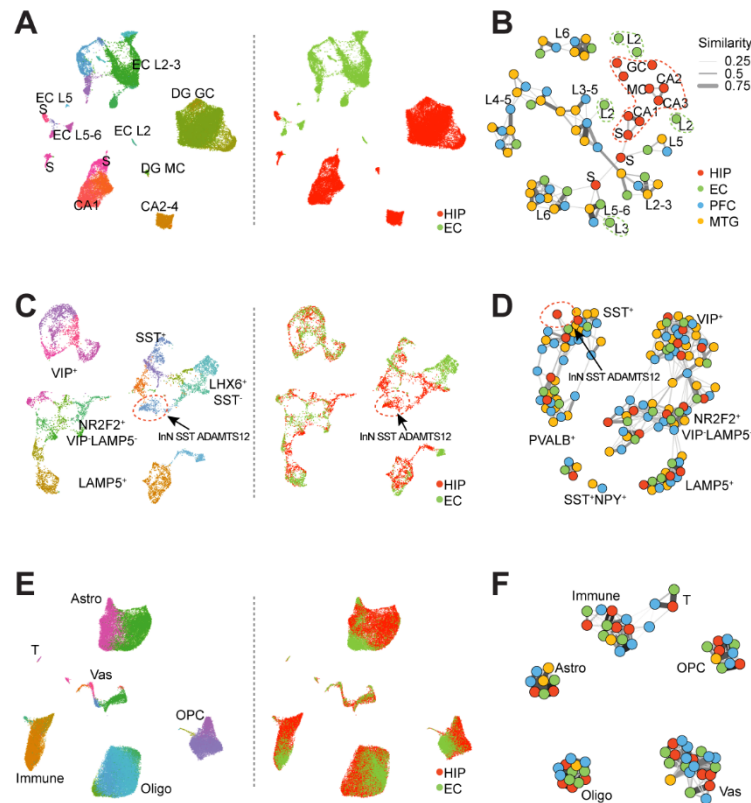 A
EC L2-3
EC L5
S
EC L5-6
EC L2
DG GC
S
S
DG MC
CA1
CA2-4
HIP
EC
B
L6
L2
Similarity
0.25
0.5
0.75
GC
CA2
MC
L3-5
CA3
L4-5
L2
CA1
L2
S
S
L5
S
L6
L5-6
L2-3
L3
HIP
EC
PFC
MTG
C
SST+
VIP+
LHX6+
SST-
NR2F2+
VIP-LAMP5-
InN SST ADAMTS12
LAMP5+
InN SST ADAMTS12
HIP
EC
D
SST+
VIP+
InN SST ADAMTS12
NR2F2+
VIP-LAMP5-
PVALB+
SST+NPY+
LAMP5+
E
Astro
T
Vas
OPC
Immune
Oligo
HIP
EC
F
Immune
T
Astro
OPC
Oligo
Vas